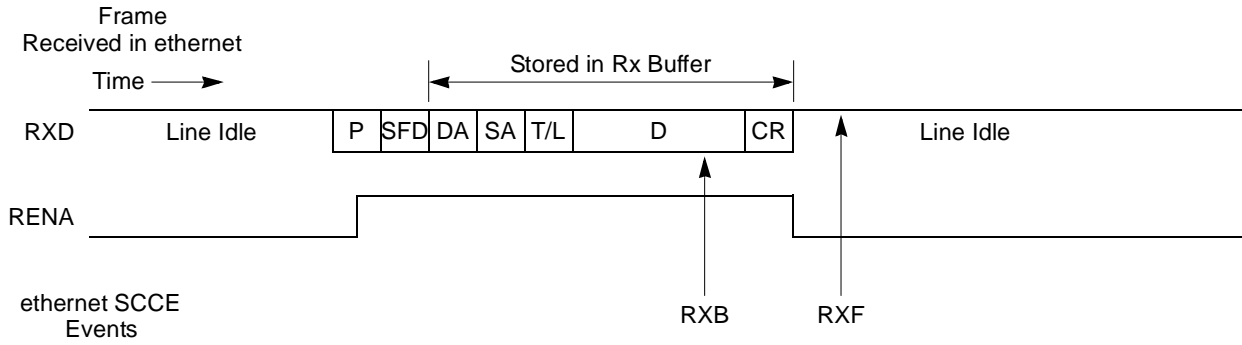 Frame
Received in ethernet
Time
Stored in Rx Buffer
RXD
Line Idle
P
SFD
DA
SA
T/L
D
CR
Line Idle
RENA
ethernet SCCE
Events
RXB
RXF